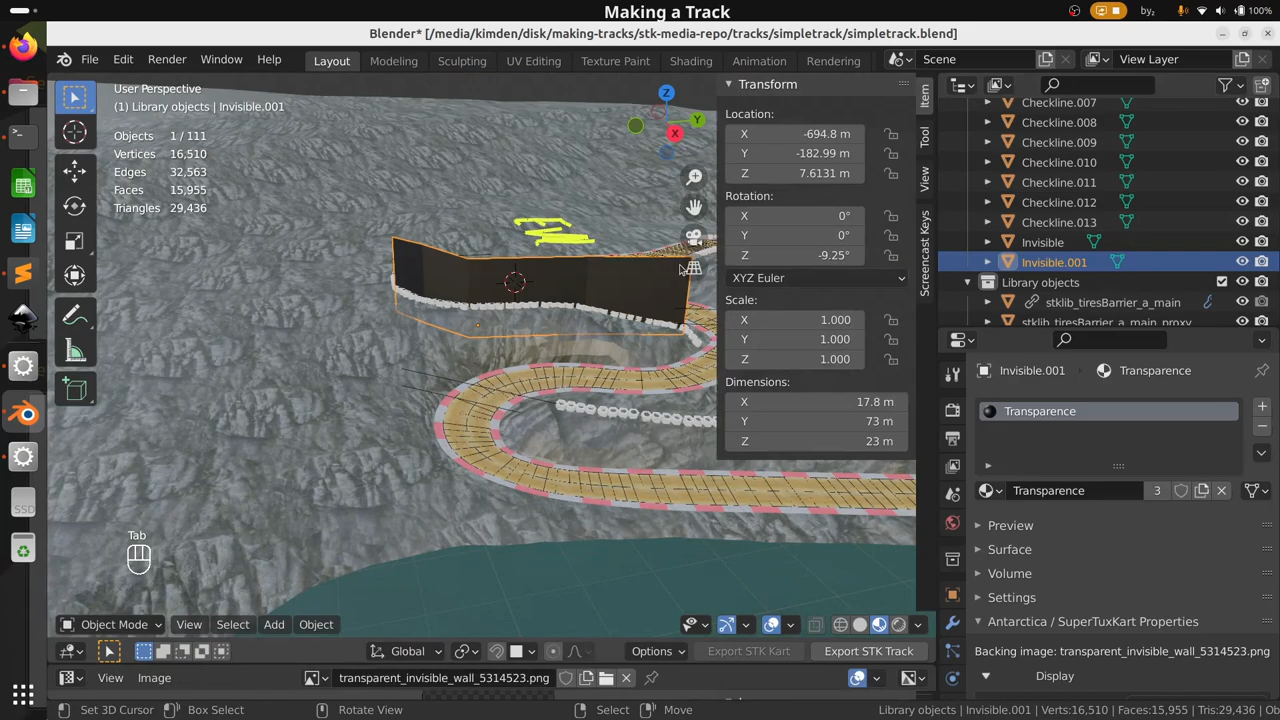 Making a Track
by₂ 100%
Blender* [/media/kimden/disk/making-tracks/stk-media-repo/tracks/simpletrack/simpletrack.blend]
File Edit Render Window Help Layout Modeling Sculpting UV Editing Texture Paint Shading Animation Rendering Scene View Layer
User Perspective
(1) Library objects | Invisible.001
Objects 1 / 111
Vertices 16,510
Edges 32,563
Faces 15,955
Triangles 29,436
Z
Y
X
Transform
Location:
X -694.8 m
Y -182.99 m
Z 7.6131 m
Rotation:
X 0°
Y 0°
Z -9.25°
XYZ Euler
Scale:
X 1.000
Y 1.000
Z 1.000
Dimensions:
X 17.8 m
Y 73 m
Z 23 m
Item
Tool
View
Screencast Keys
Checkline.007
Checkline.008
Checkline.009
Checkline.010
Checkline.011
Checkline.012
Checkline.013
Invisible
Invisible.001
Library objects
stklib_tiresBarrier_a_main
stklib_tiresBarrier_a_main_proxy
Invisible.001 Transparence
Transparence
Transparence 3
Preview
Surface
Volume
Settings
Antarctica / SuperTuxKart Properties
Backing image: transparent_invisible_wall_5314523.png
Display
SSD
Tab
Object Mode View Select Add Object
Global Options Export STK Kart Export STK Track
View Image transparent_invisible_wall_5314523.png
Set 3D Cursor Box Select Rotate View Select Move Library objects | Invisible.001 | Verts:16,510 | Faces:15,955 | Tris:29,436